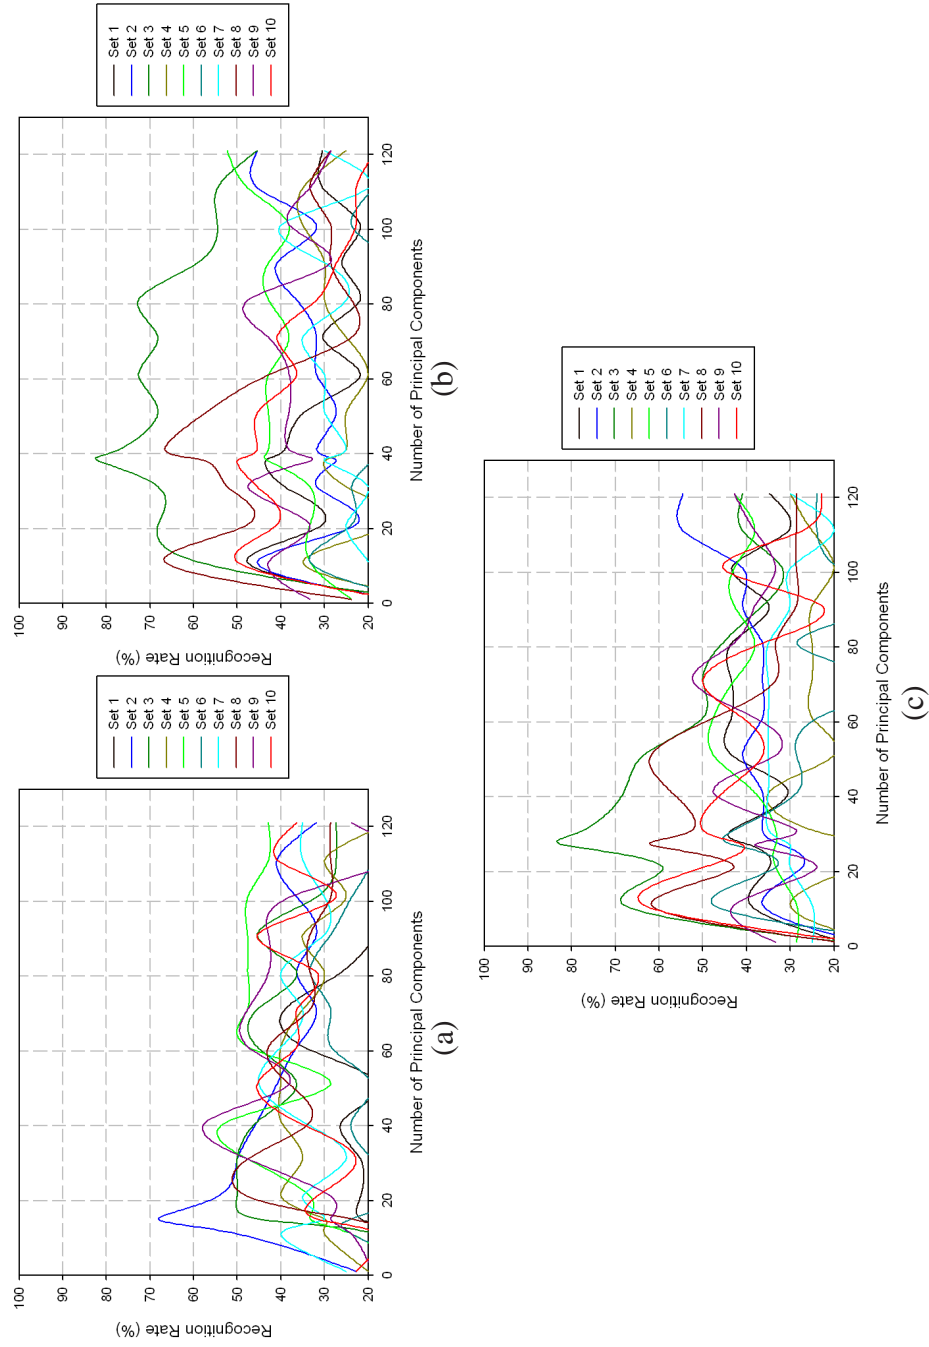 Set 1
Set 2
Set 3
Set 4
Set 5
Set 6
Set 7
Set 8
Set 9
Set 10
100
90
80
70
60
50
40
30
20
Recognition Rate (%)
0 20 40 60 80 100 120
Number of Principal Components
(a)
Set 1
Set 2
Set 3
Set 4
Set 5
Set 6
Set 7
Set 8
Set 9
Set 10
100
90
80
70
60
50
40
30
20
Recognition Rate (%)
0 20 40 60 80 100 120
Number of Principal Components
(b)
Set 1
Set 2
Set 3
Set 4
Set 5
Set 6
Set 7
Set 8
Set 9
Set 10
100
90
80
70
60
50
40
30
20
Recognition Rate (%)
0 20 40 60 80 100 120
Number of Principal Components
(c)